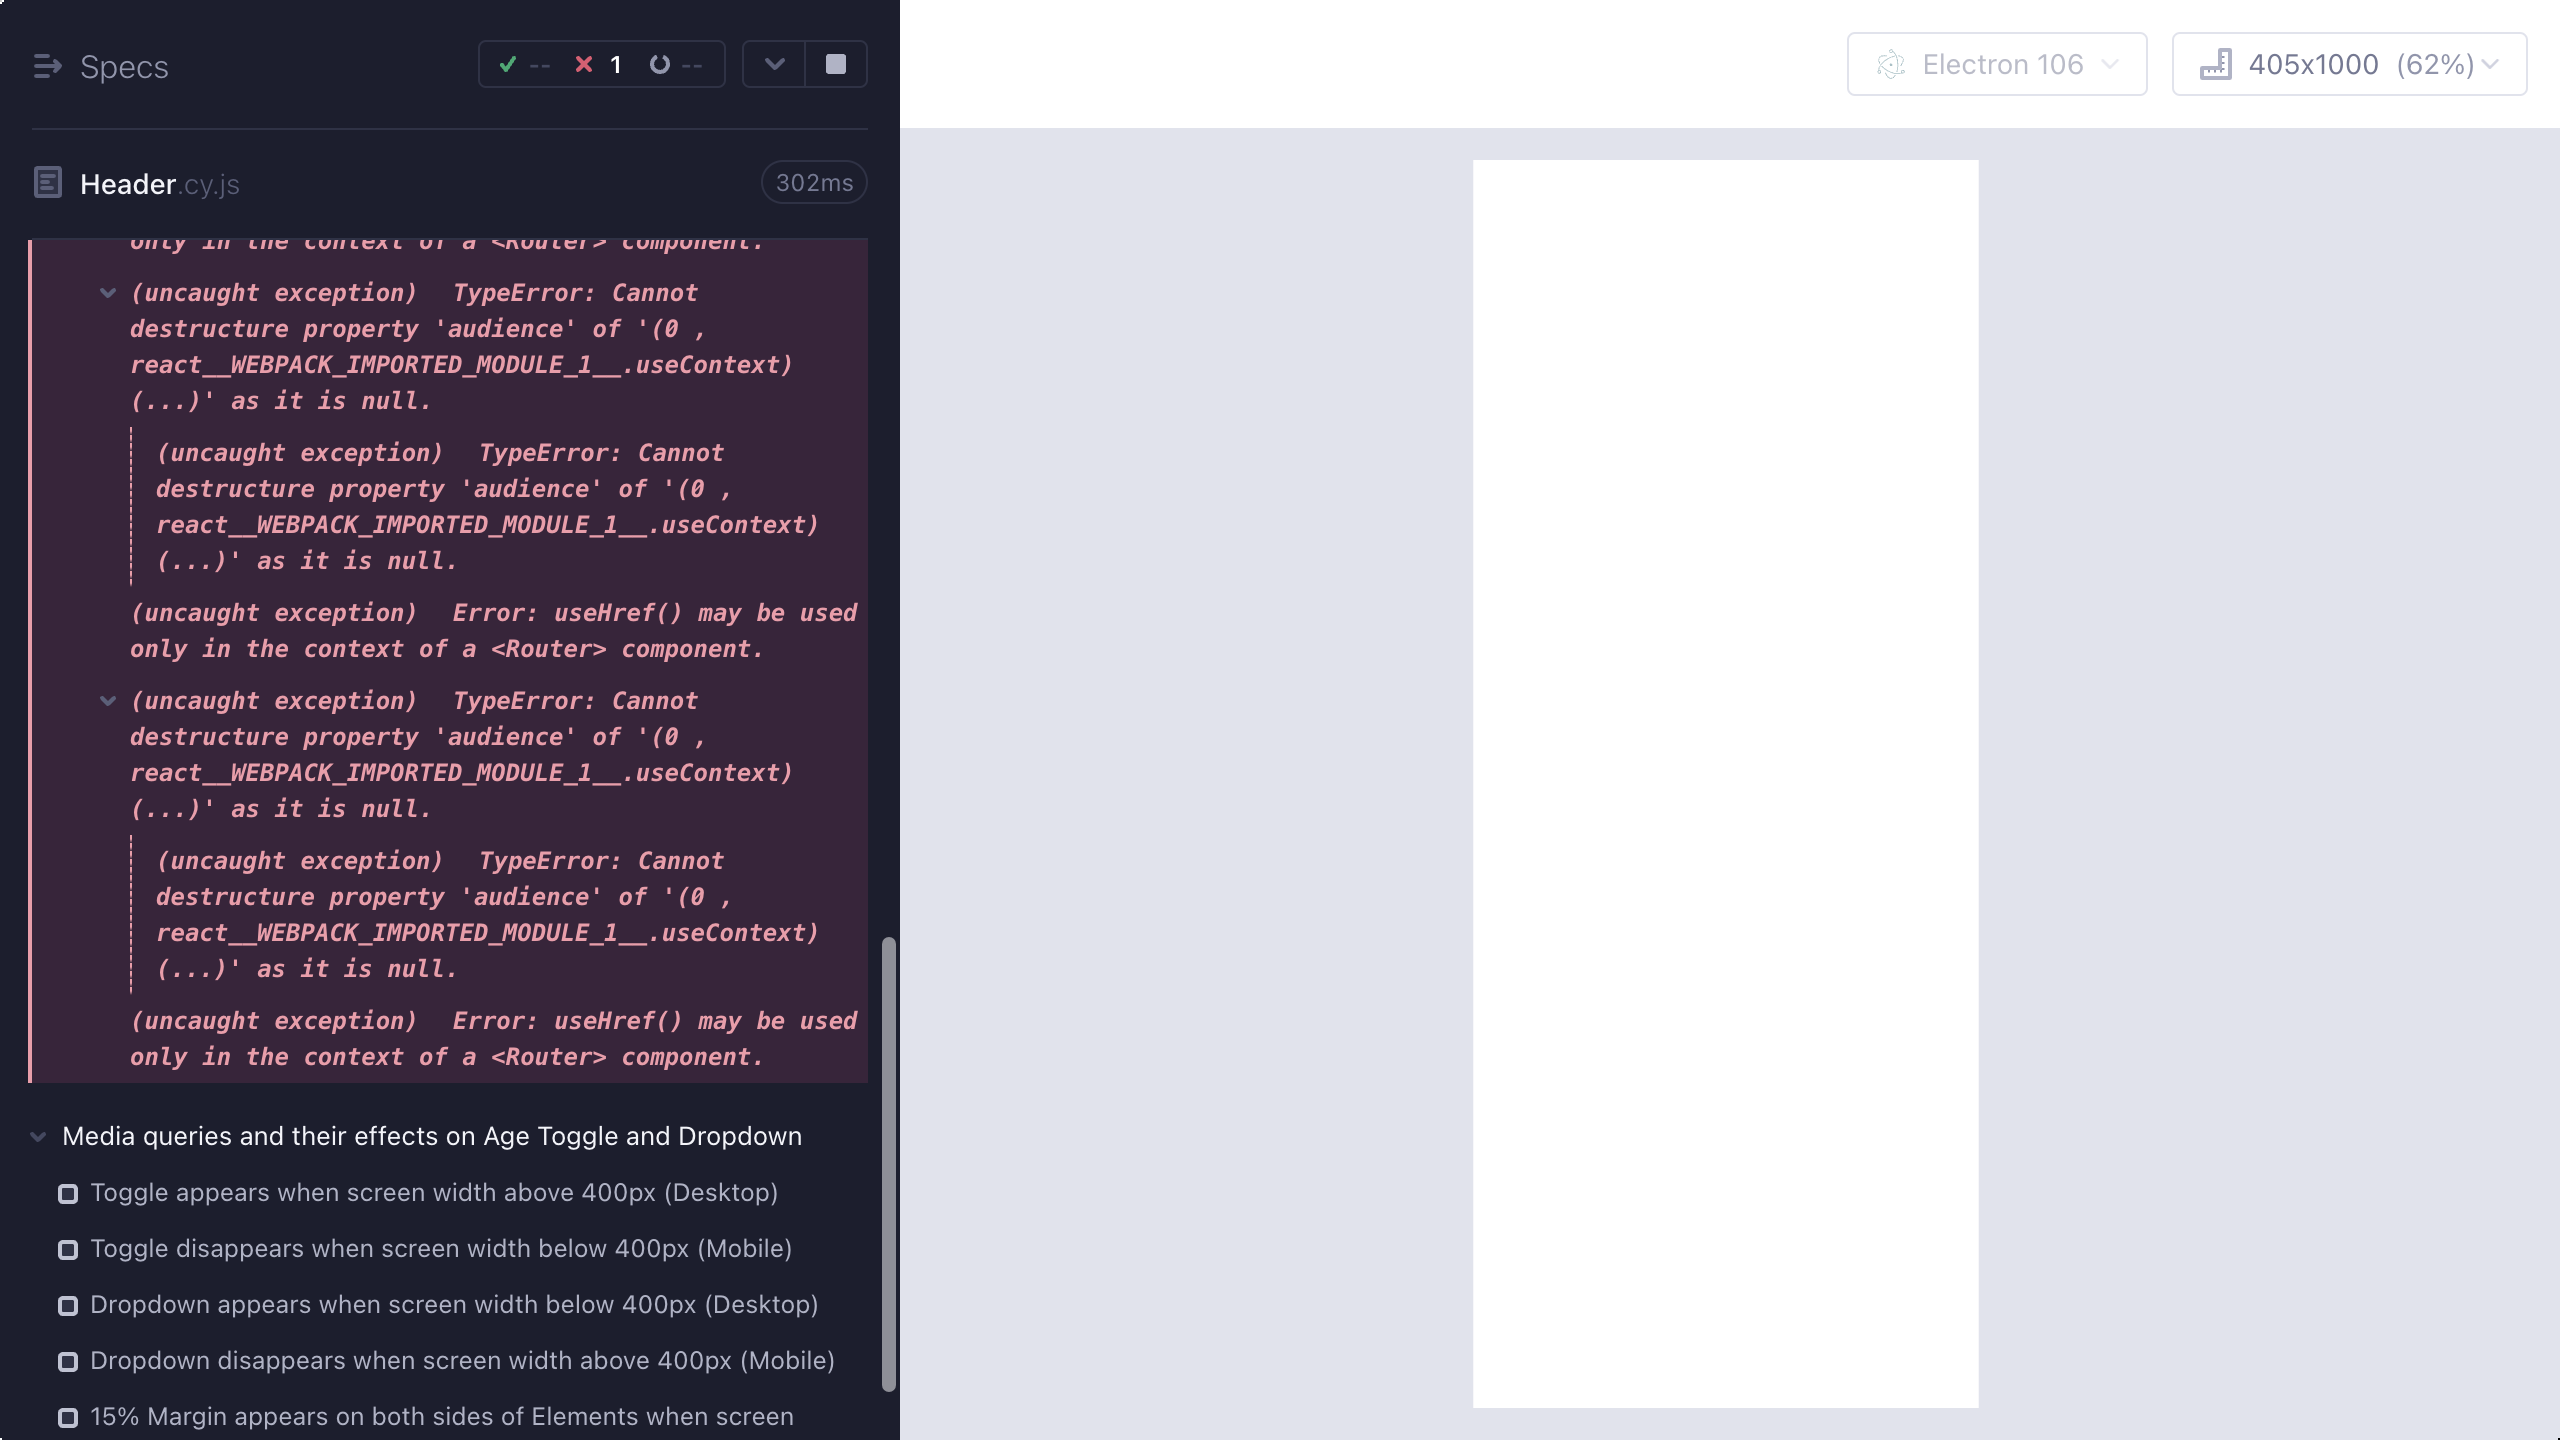 Specs
-- 1 --
Electron 106
405x1000 (62%)
Header.cy.js
302ms
only in the context of a <Router> component.
(uncaught exception) TypeError: Cannot
destructure property 'audience' of '(0 ,
react__WEBPACK_IMPORTED_MODULE_1__.useContext)
(...)' as it is null.
(uncaught exception) TypeError: Cannot
destructure property 'audience' of '(0 ,
react__WEBPACK_IMPORTED_MODULE_1__.useContext)
(...)' as it is null.
(uncaught exception) Error: useHref() may be used
only in the context of a <Router> component.
(uncaught exception) TypeError: Cannot
destructure property 'audience' of '(0 ,
react__WEBPACK_IMPORTED_MODULE_1__.useContext)
(...)' as it is null.
(uncaught exception) TypeError: Cannot
destructure property 'audience' of '(0 ,
react__WEBPACK_IMPORTED_MODULE_1__.useContext)
(...)' as it is null.
(uncaught exception) Error: useHref() may be used
only in the context of a <Router> component.
Media queries and their effects on Age Toggle and Dropdown
Toggle appears when screen width above 400px (Desktop)
Toggle disappears when screen width below 400px (Mobile)
Dropdown appears when screen width below 400px (Desktop)
Dropdown disappears when screen width above 400px (Mobile)
15% Margin appears on both sides of Elements when screen